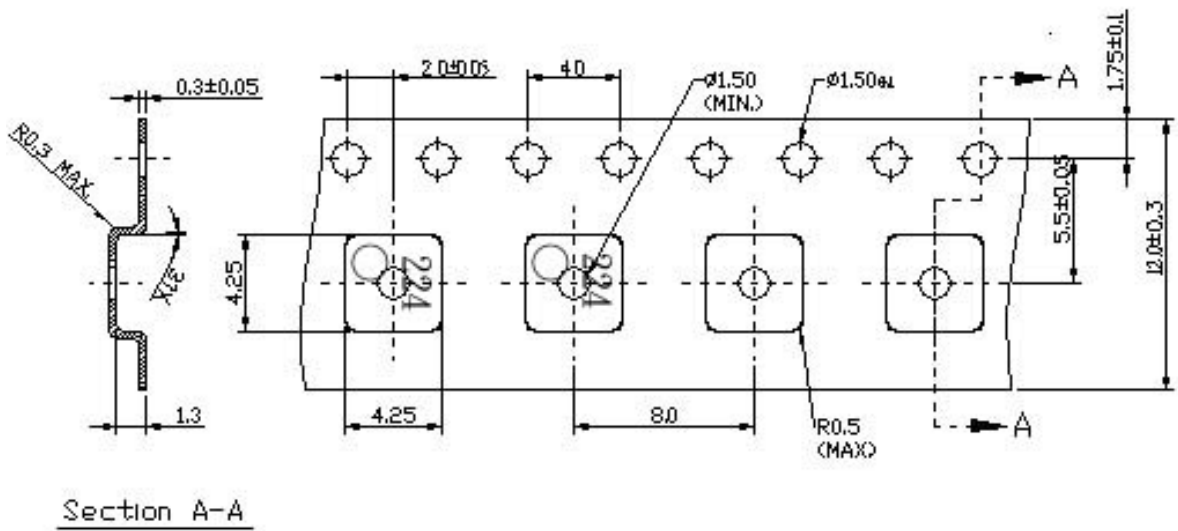 0.3±0.05
2.0±0.05
4.0
Ø1.50
(MIN.)
Ø1.50
A
1.75±0.1
R0.3 MAX.
5.5±0.05
12.0±0.3
4.25
224
224
1.3
4.25
8.0
R0.5
(MAX)
A
Section A-A